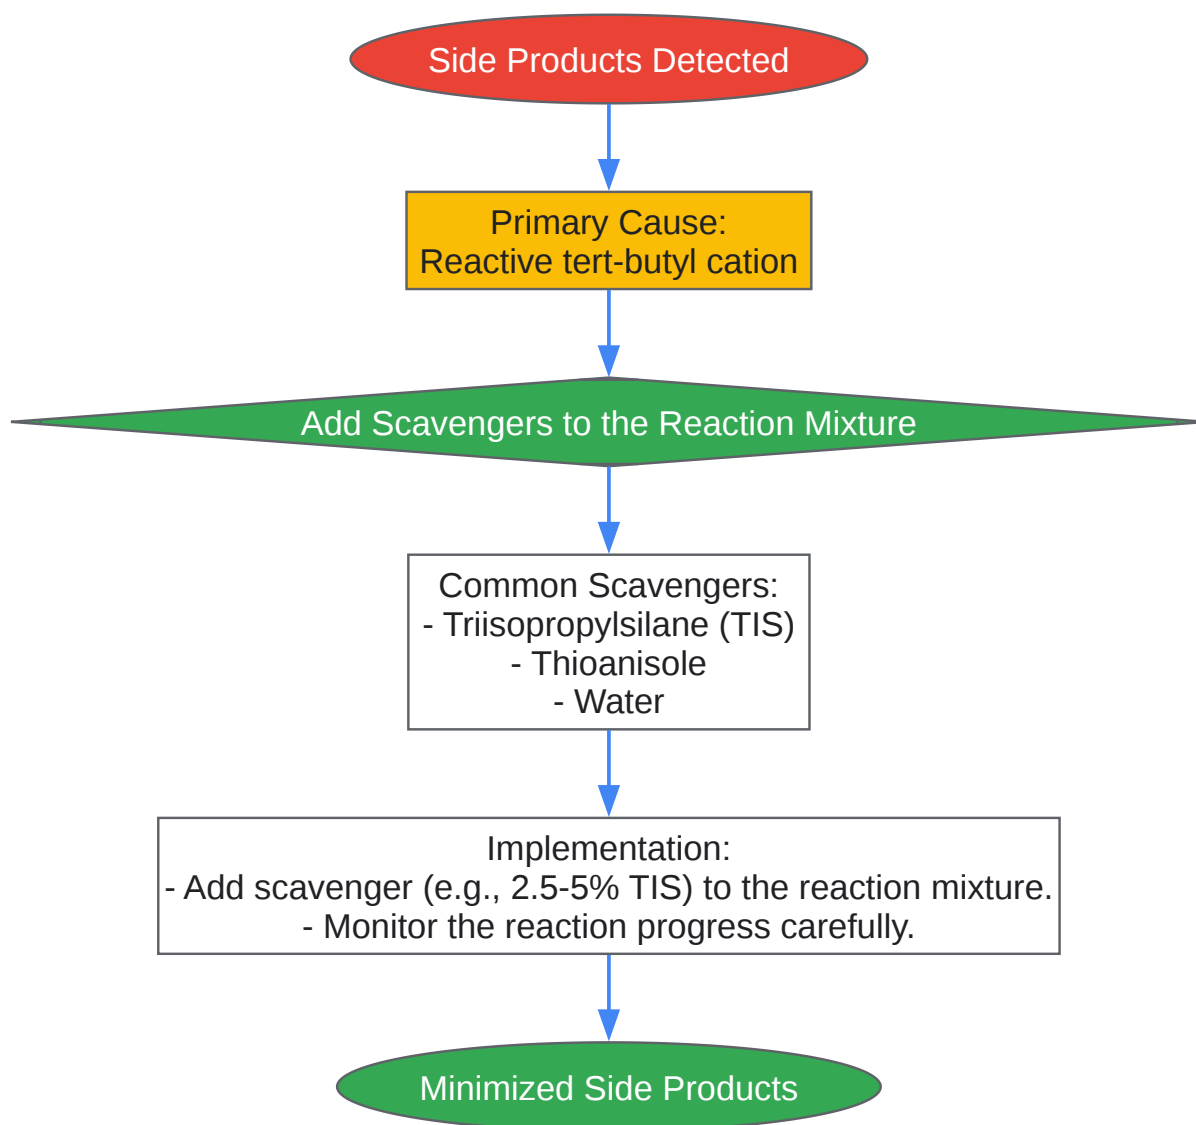 Side Products Detected
Primary Cause:
Reactive tert-butyl cation
Add Scavengers to the Reaction Mixture
Common Scavengers:
- Triisopropylsilane (TIS)
- Thioanisole
- Water
Implementation:
- Add scavenger (e.g., 2.5-5% TIS) to the reaction mixture.
- Monitor the reaction progress carefully.
Minimized Side Products